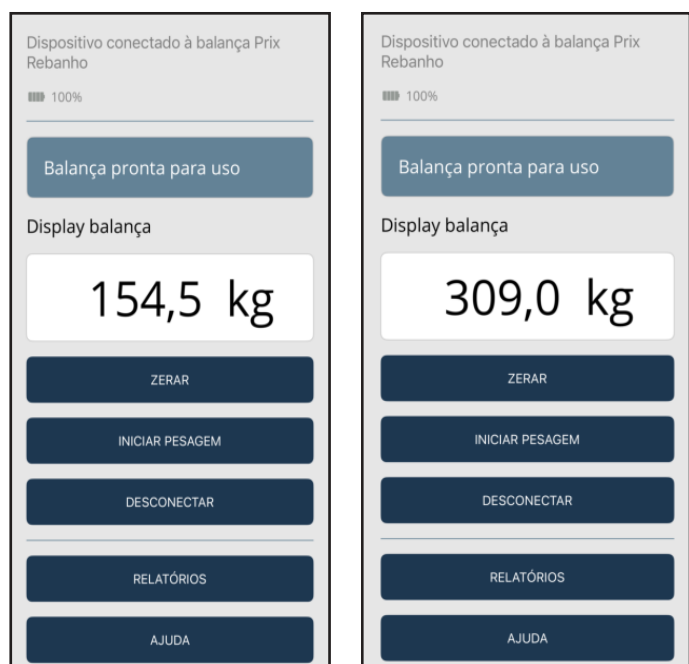 Dispositivo conectado à balança Prix
Rebanho
100%
Balança pronta para uso
Display balança
154,5 kg
ZERAR
INICIAR PESAGEM
DESCONECTAR
RELATÓRIOS
AJUDA
Dispositivo conectado à balança Prix
Rebanho
100%
Balança pronta para uso
Display balança
309,0 kg
ZERAR
INICIAR PESAGEM
DESCONECTAR
RELATÓRIOS
AJUDA